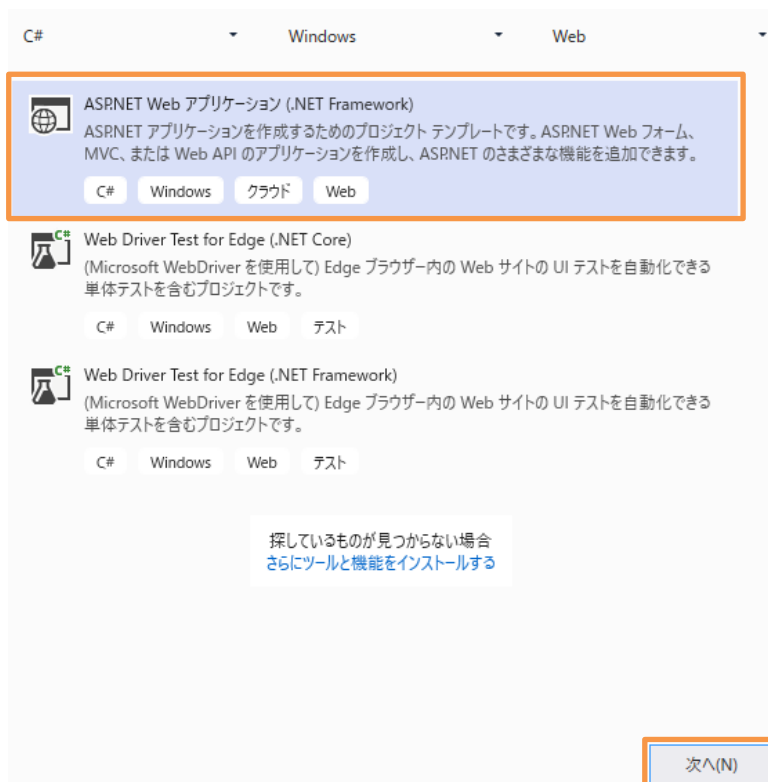 C# Windows Web
ASP.NET Web アプリケーション (.NET Framework)
ASP.NET アプリケーションを作成するためのプロジェクト テンプレートです。ASP.NET Web フォーム、
MVC、または Web API のアプリケーションを作成し、ASP.NET のさまざまな機能を追加できます。
C# Windows クラウド Web
C#
Web Driver Test for Edge (.NET Core)
(Microsoft WebDriver を使用して) Edge ブラウザー内の Web サイトの UI テストを自動化できる
単体テストを含むプロジェクトです。
C# Windows Web テスト
C#
Web Driver Test for Edge (.NET Framework)
(Microsoft WebDriver を使用して) Edge ブラウザー内の Web サイトの UI テストを自動化できる
単体テストを含むプロジェクトです。
C# Windows Web テスト
探しているものが見つからない場合
さらにツールと機能をインストールする
次へ(N)